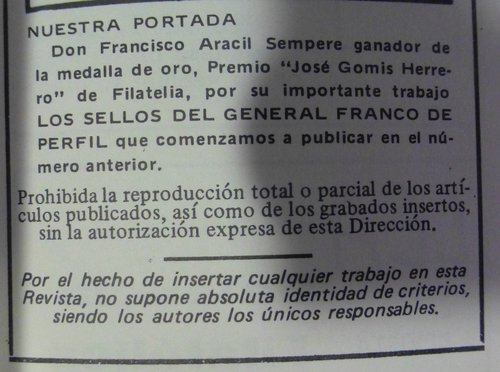 NUESTRA PORTADA
Don Francisco Aracil Sempere ganador de
la medalla de oro, Premio "José Gomis Herre-
ro" de Filatelia, por su importante trabajo
LOS SELLOS DEL GENERAL FRANCO DE
PERFIL que comenzamos a publicar en el nú-
mero anterior.
Prohibida la reproducción total o parcial de los artí-
culos publicados, así como de los grabados insertos,
sin la autorización expresa de esta Dirección.
Por el hecho de insertar cualquier trabajo en esta
Revista, no supone absoluta identidad de criterios,
siendo los autores los únicos responsables.